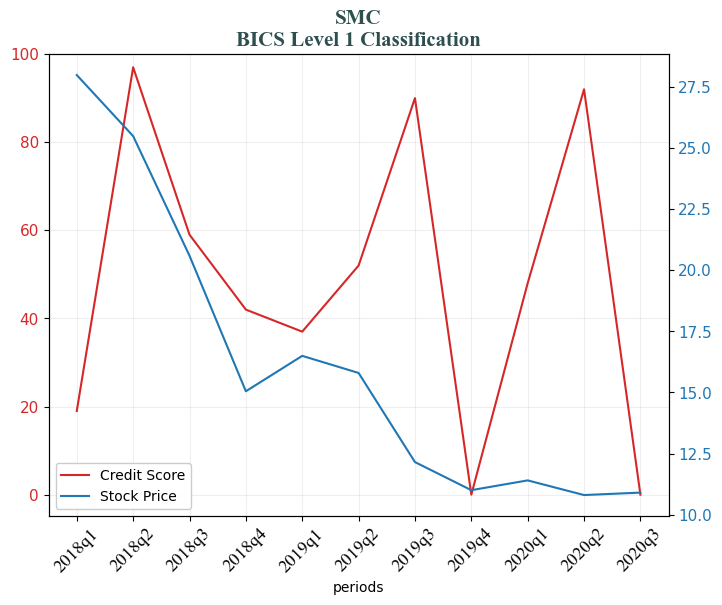 SMC
BICS Level 1 Classification
100
80
60
40
20
0
27.5
25.0
22.5
20.0
17.5
15.0
12.5
10.0
Credit Score
Stock Price
2018q1
2018q2
2018q3
2018q4
2019q1
2019q2
2019q3
2019q4
2020q1
2020q2
2020q3
periods